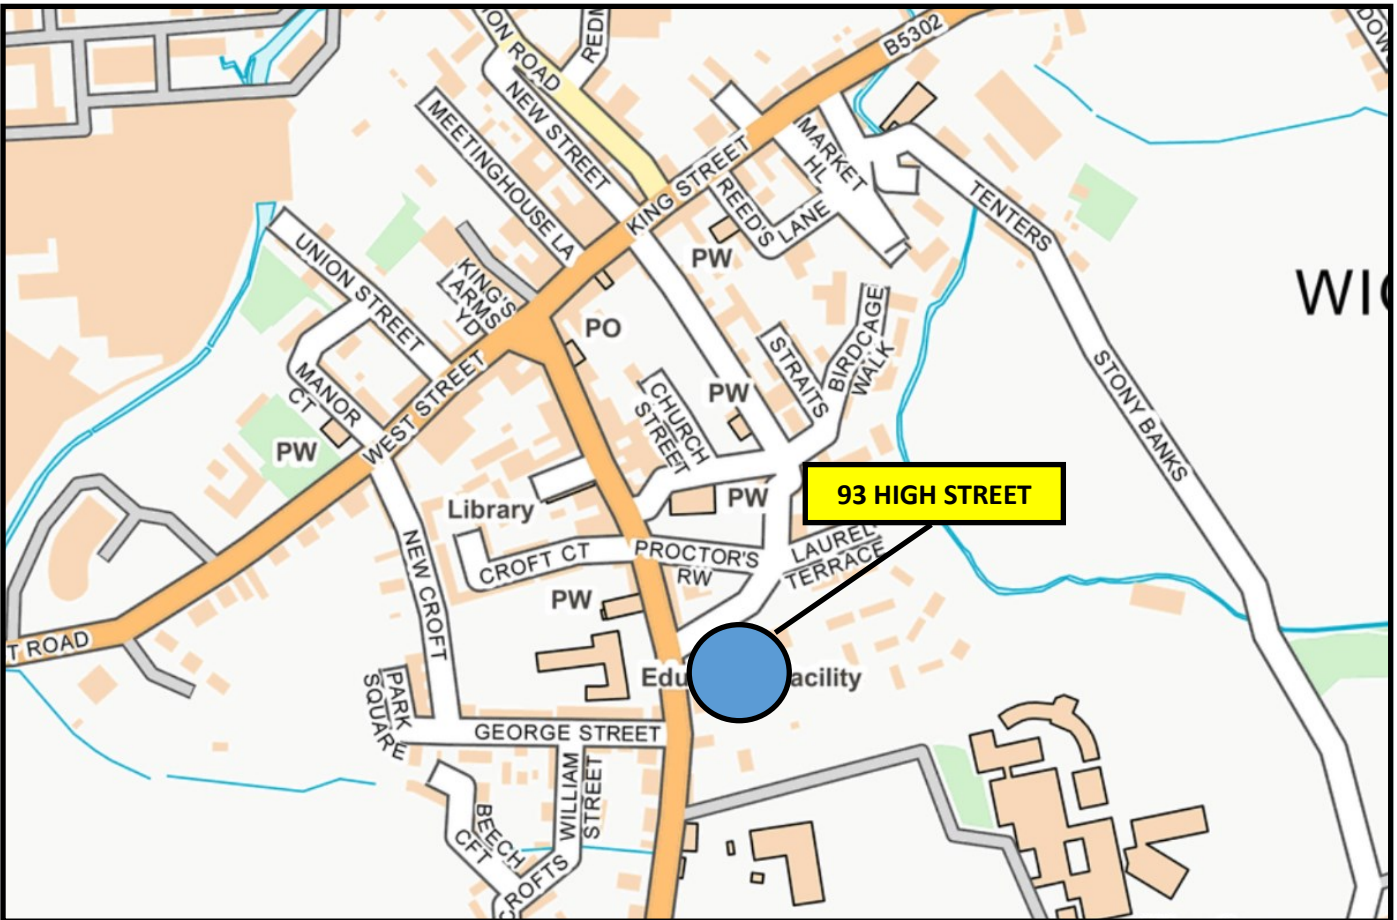 ION ROAD
REDM
B5302
NEW STREET
MEETINGHOUSE LA
KING STREET
MARKET
HL
REED'S
LANE
TENTERS
PW
UNION STREET
KING'S
ARMS
YD
WIG
PO
BIRDCAGE
WALK
STRAITS
STONY BANKS
MANOR
CT
WEST STREET
CHURCH
STREET
PW
PW
93 HIGH STREET
PW
Library
NEW CROFT
CROFT CT
PROCTOR'S
RW
LAUREL
TERRACE
PW
T ROAD
Edu
acility
PARK
SQUARE
GEORGE STREET
WILLIAM
STREET
BEECH
CFT
CROFTS
DOW